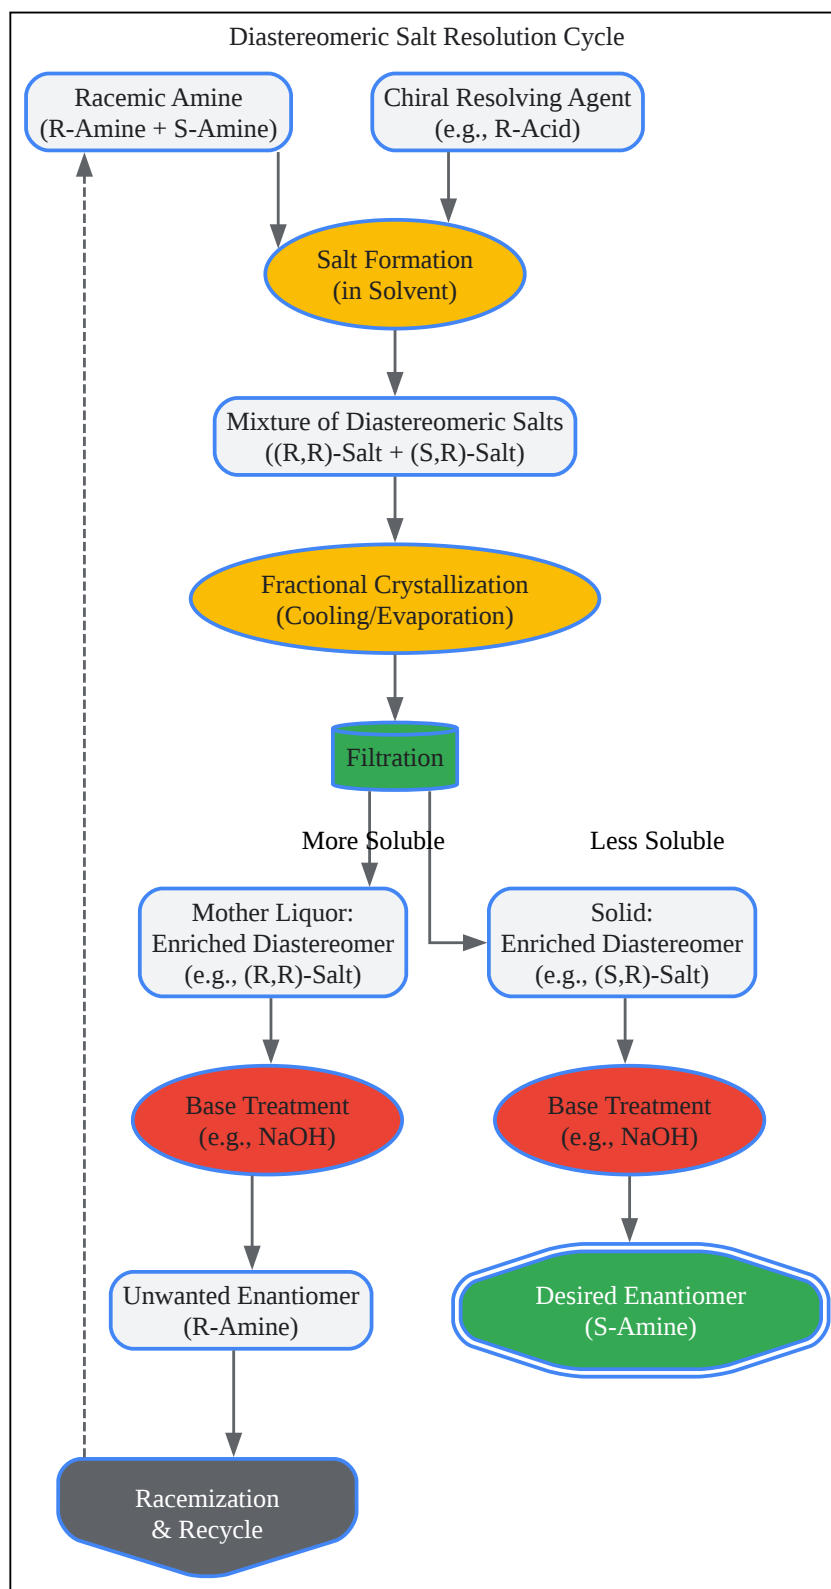 Diastereomeric Salt Resolution Cycle
Racemic Amine
(R-Amine + S-Amine)
Chiral Resolving Agent
(e.g., R-Acid)
Salt Formation
(in Solvent)
Mixture of Diastereomeric Salts
((R,R)-Salt + (S,R)-Salt)
Fractional Crystallization
(Cooling/Evaporation)
Filtration
More Soluble
Less Soluble
Mother Liquor:
Enriched Diastereomer
(e.g., (R,R)-Salt)
Solid:
Enriched Diastereomer
(e.g., (S,R)-Salt)
Base Treatment
(e.g., NaOH)
Base Treatment
(e.g., NaOH)
Unwanted Enantiomer
(R-Amine)
Desired Enantiomer
(S-Amine)
Racemization
& Recycle